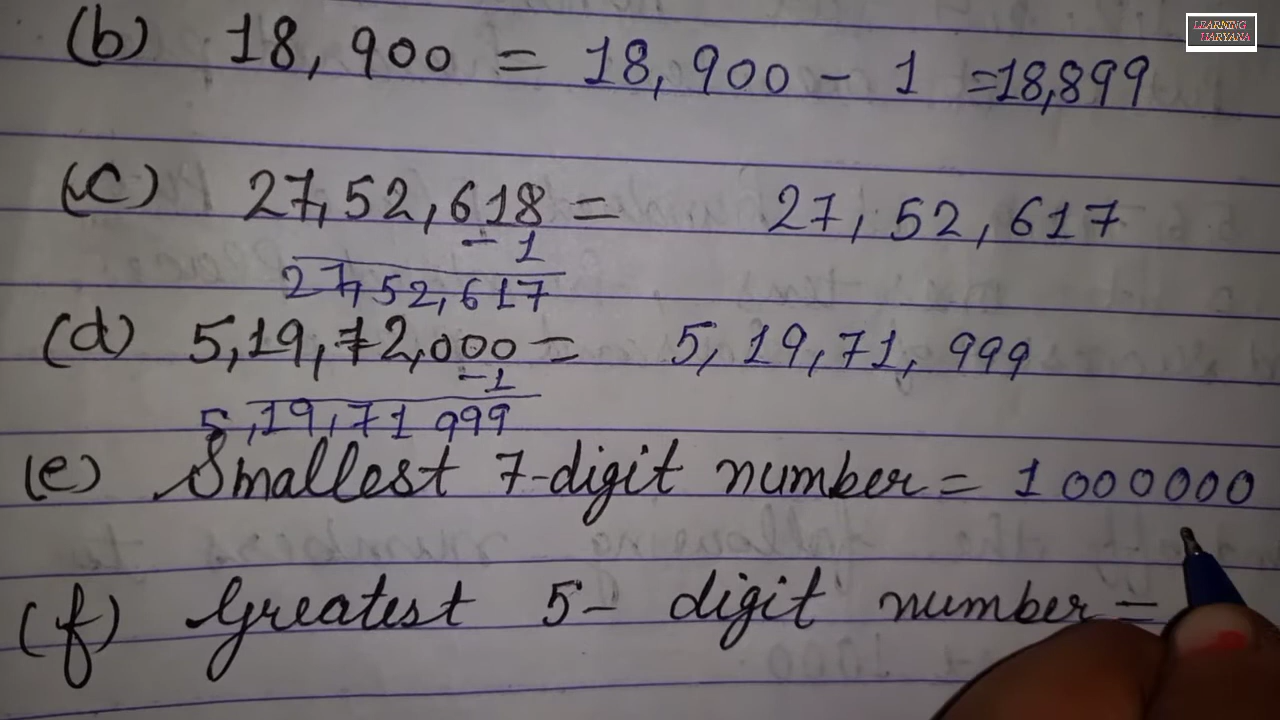 LEARNING
HARYANA
(b) 18,900 = 18,900 - 1 =18,899
(c) 27,52,618 = 27, 52, 617
- 1
27,52,617
(d) 5,19,72,000 = 5, 19, 71, 999
-1
5,19,71 999
(e) Smallest 7-digit number = 1 000000
(f) Greatest 5- digit number =